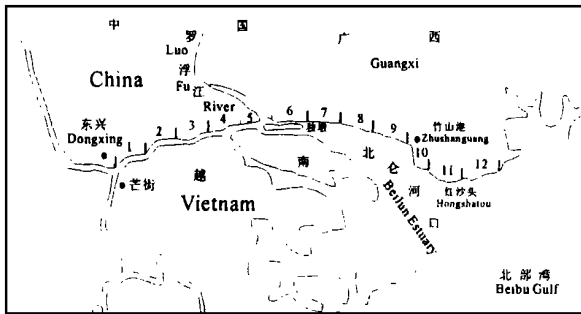 中 国 广 西
罗
Luo
浮
Fu
江
River
China
Guangxi
东兴
Dongxing
1 2 3 4 5 6 7 8 9 10 11 12
竹山港
Zhushanguang
芒街
越 南
Vietnam
北 仑 河 口
Beilun Estuary
红沙头
Hongshatou
北 部 湾
Beibu Gulf